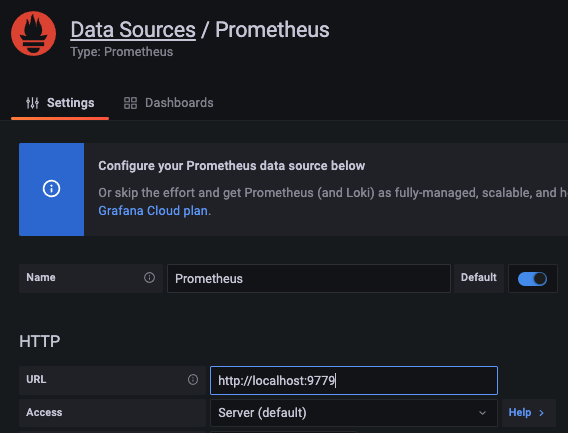 Data Sources / Prometheus
Type: Prometheus
Settings
Dashboards
Configure your Prometheus data source below
Or skip the effort and get Prometheus (and Loki) as fully-managed, scalable, and h
Grafana Cloud plan.
Name
Prometheus
Default
HTTP
URL
http://localhost:9779
Access
Server (default)
Help